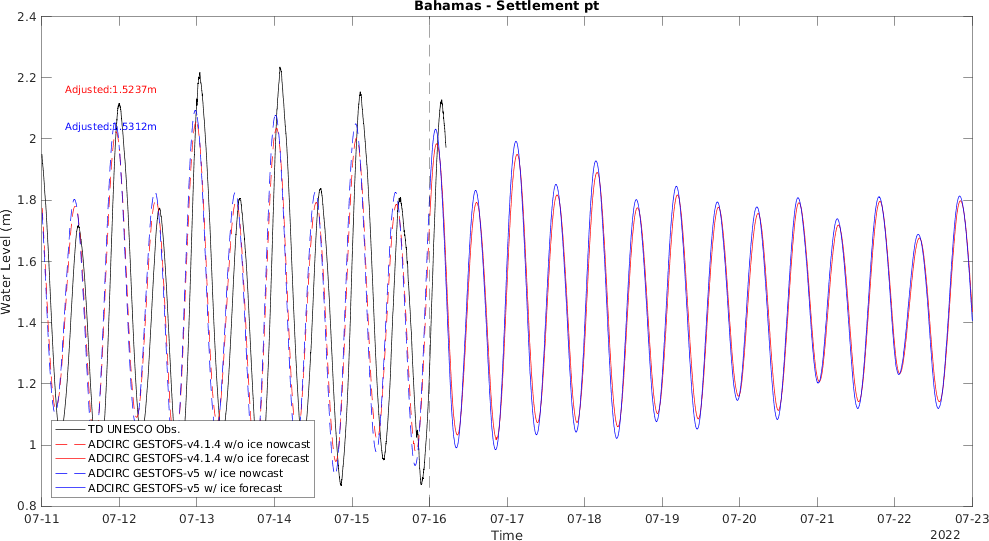 Bahamas - Settlement pt
2.4
2.2
2
1.8
1.6
1.4
1.2
1
0.8
Water Level (m)
Adjusted:1.5237m
Adjusted:1.5312m
TD UNESCO Obs.
ADCIRC GESTOFS-v4.1.4 w/o ice nowcast
ADCIRC GESTOFS-v4.1.4 w/o ice forecast
ADCIRC GESTOFS-v5 w/ ice nowcast
ADCIRC GESTOFS-v5 w/ ice forecast
07-11 07-12 07-13 07-14 07-15 07-16 07-17 07-18 07-19 07-20 07-21 07-22 07-23
Time
2022